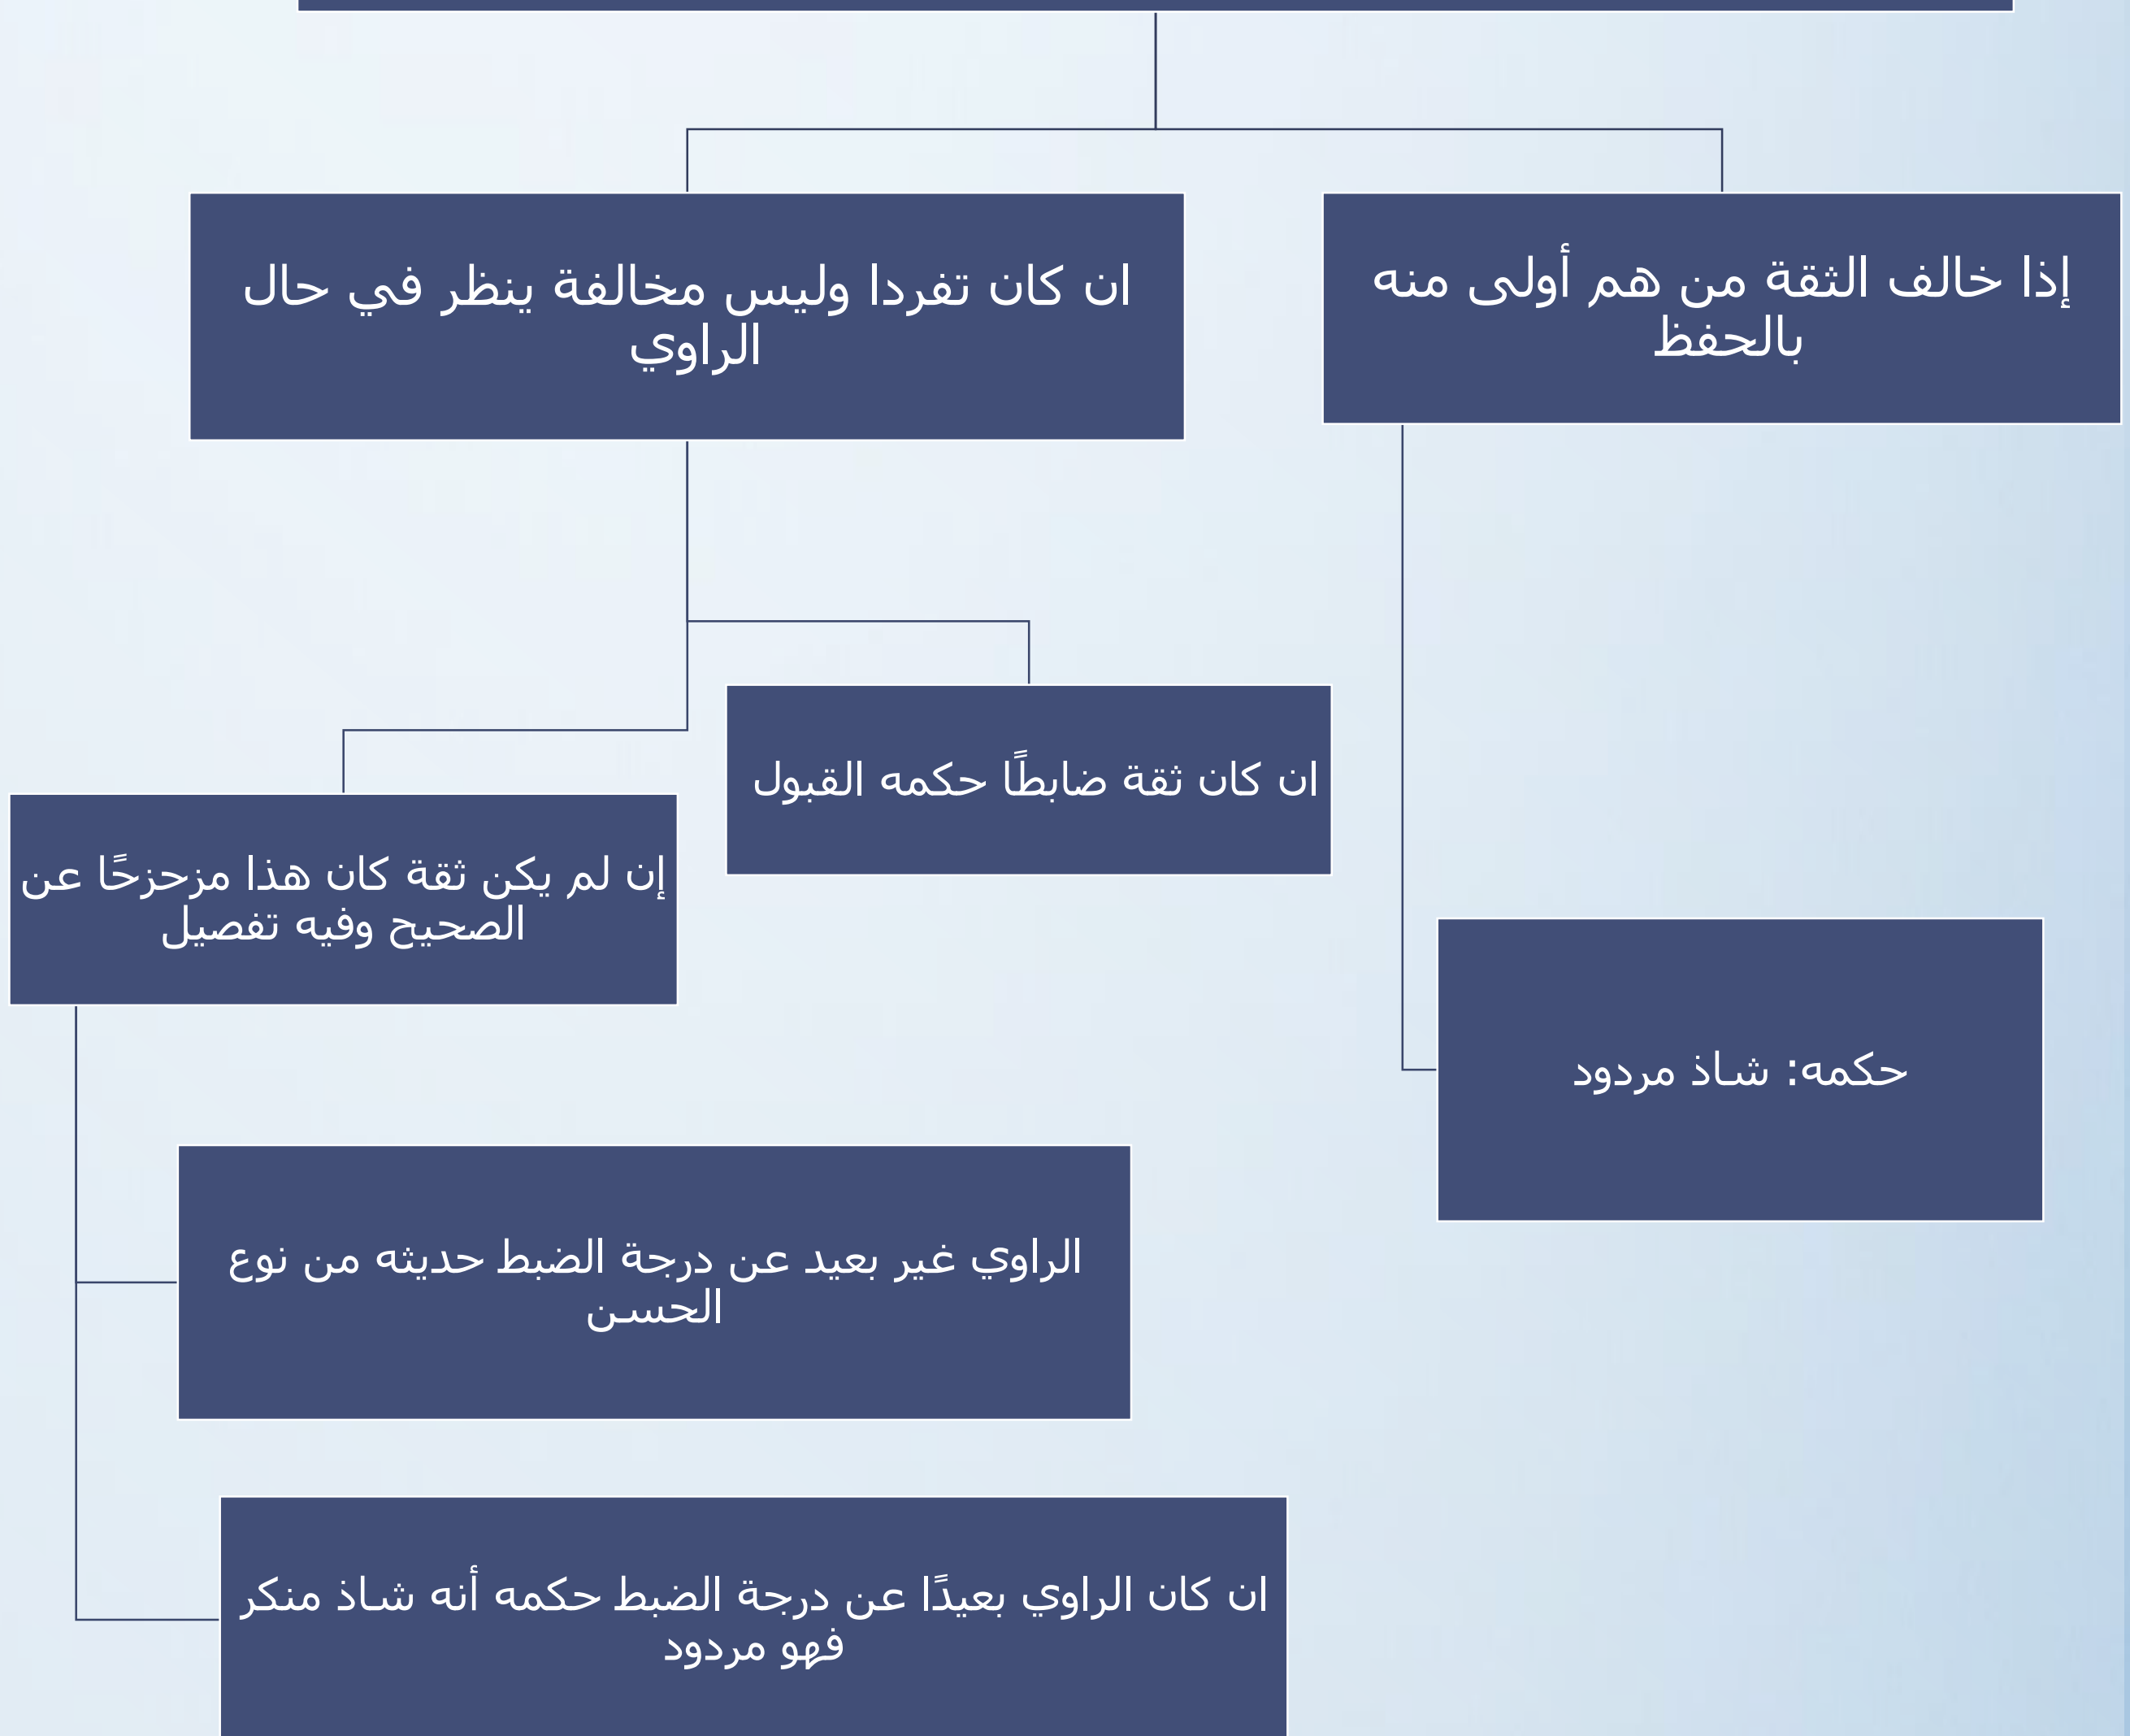 إذا خالف الثقة من هم أولى منه
بالحفظ
ان كان تفردا وليس مخالفة ينظر في حال
الراوي
ان كان ثقة ضابطًا حكمه القبول
إن لم يكن ثقة كان هذا مزحزحًا عن
الصحيح وفيه تفصيل
حكمه: شاذ مردود
الراوي غير بعيد عن درجة الضبط حديثه من نوع
الحسن
ان كان الراوي بعيدًا عن درجة الضبط حكمه أنه شاذ منكر
فهو مردود